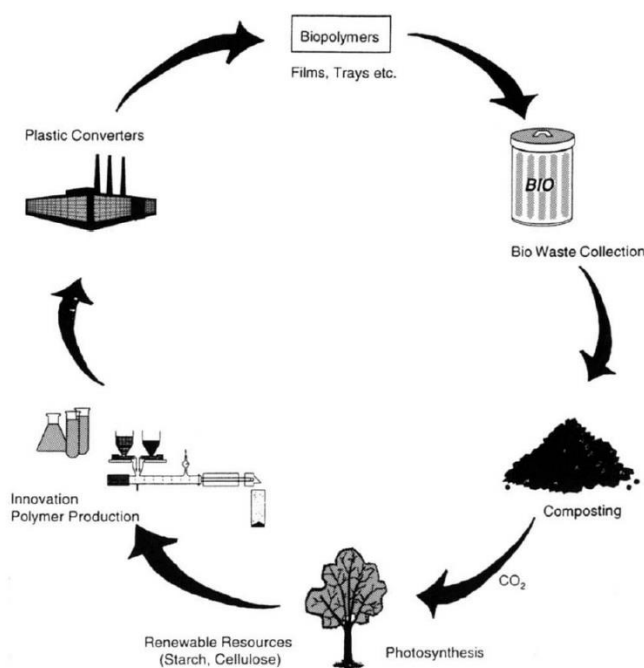 Biopolymers
Films, Trays etc.
Plastic Converters
BIO
Bio Waste Collection
Innovation
Polymer Production
Composting
CO₂
Renewable Resources
(Starch, Cellulose)
Photosynthesis